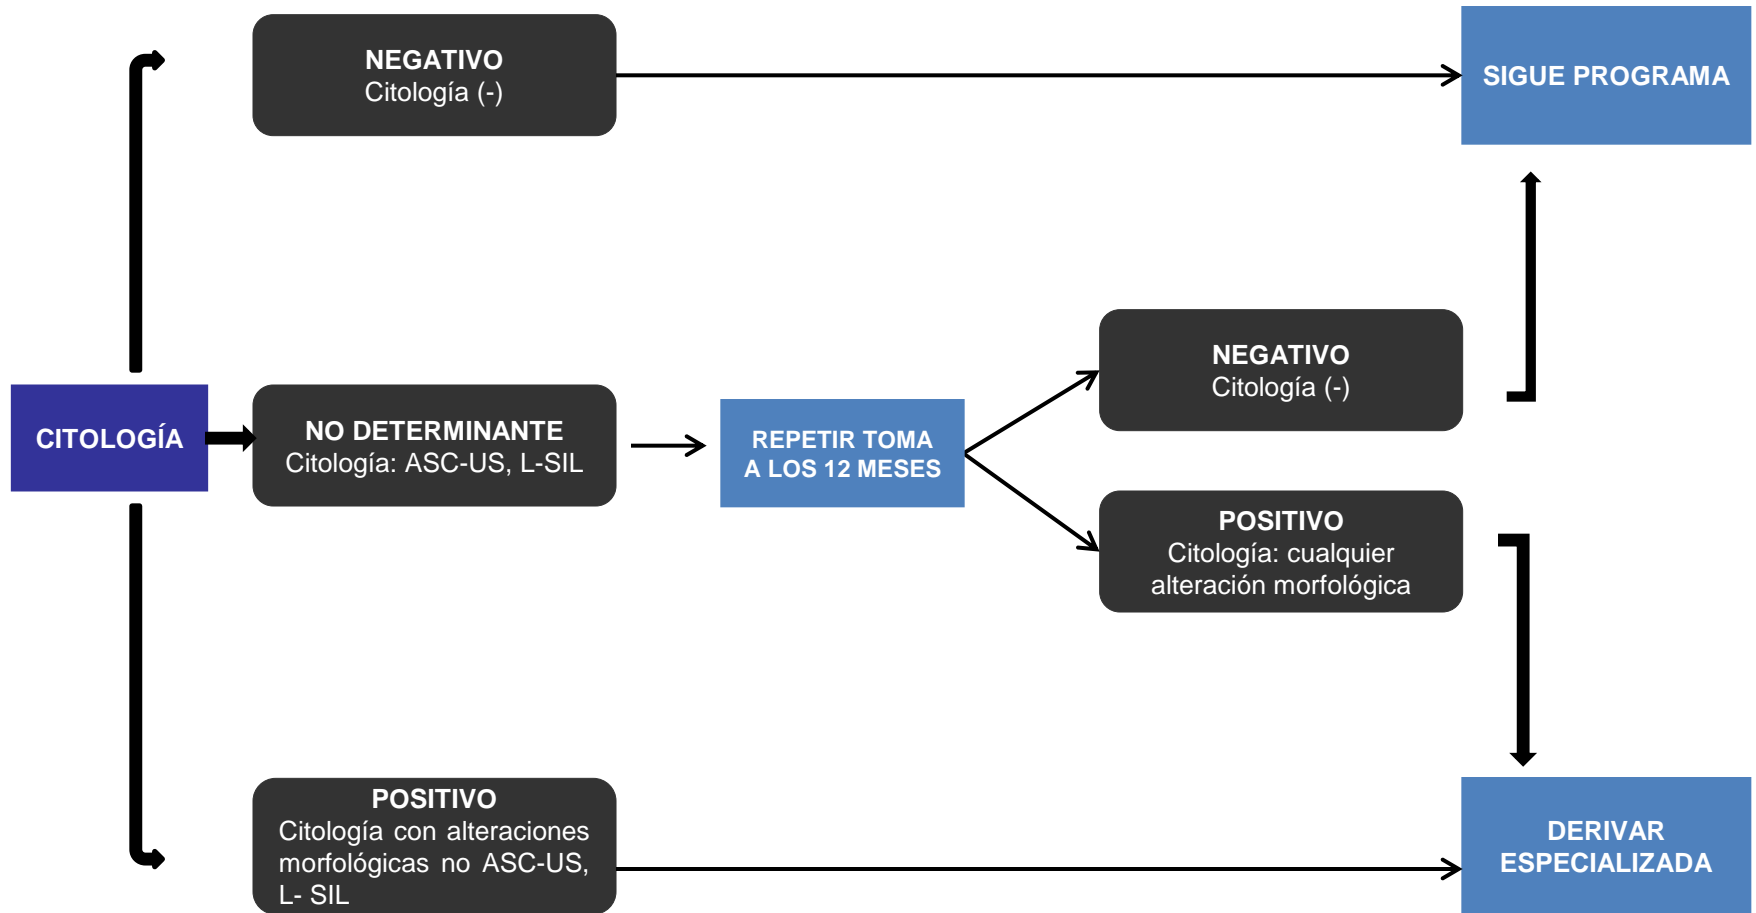 NEGATIVO
Citología (-)
SIGUE PROGRAMA
CITOLOGÍA
NO DETERMINANTE
Citología: ASC-US, L-SIL
REPETIR TOMA
A LOS 12 MESES
NEGATIVO
Citología (-)
POSITIVO
Citología: cualquier
alteración morfológica
POSITIVO
Citología con alteraciones
morfológicas no ASC-US,
L- SIL
DERIVAR
ESPECIALIZADA